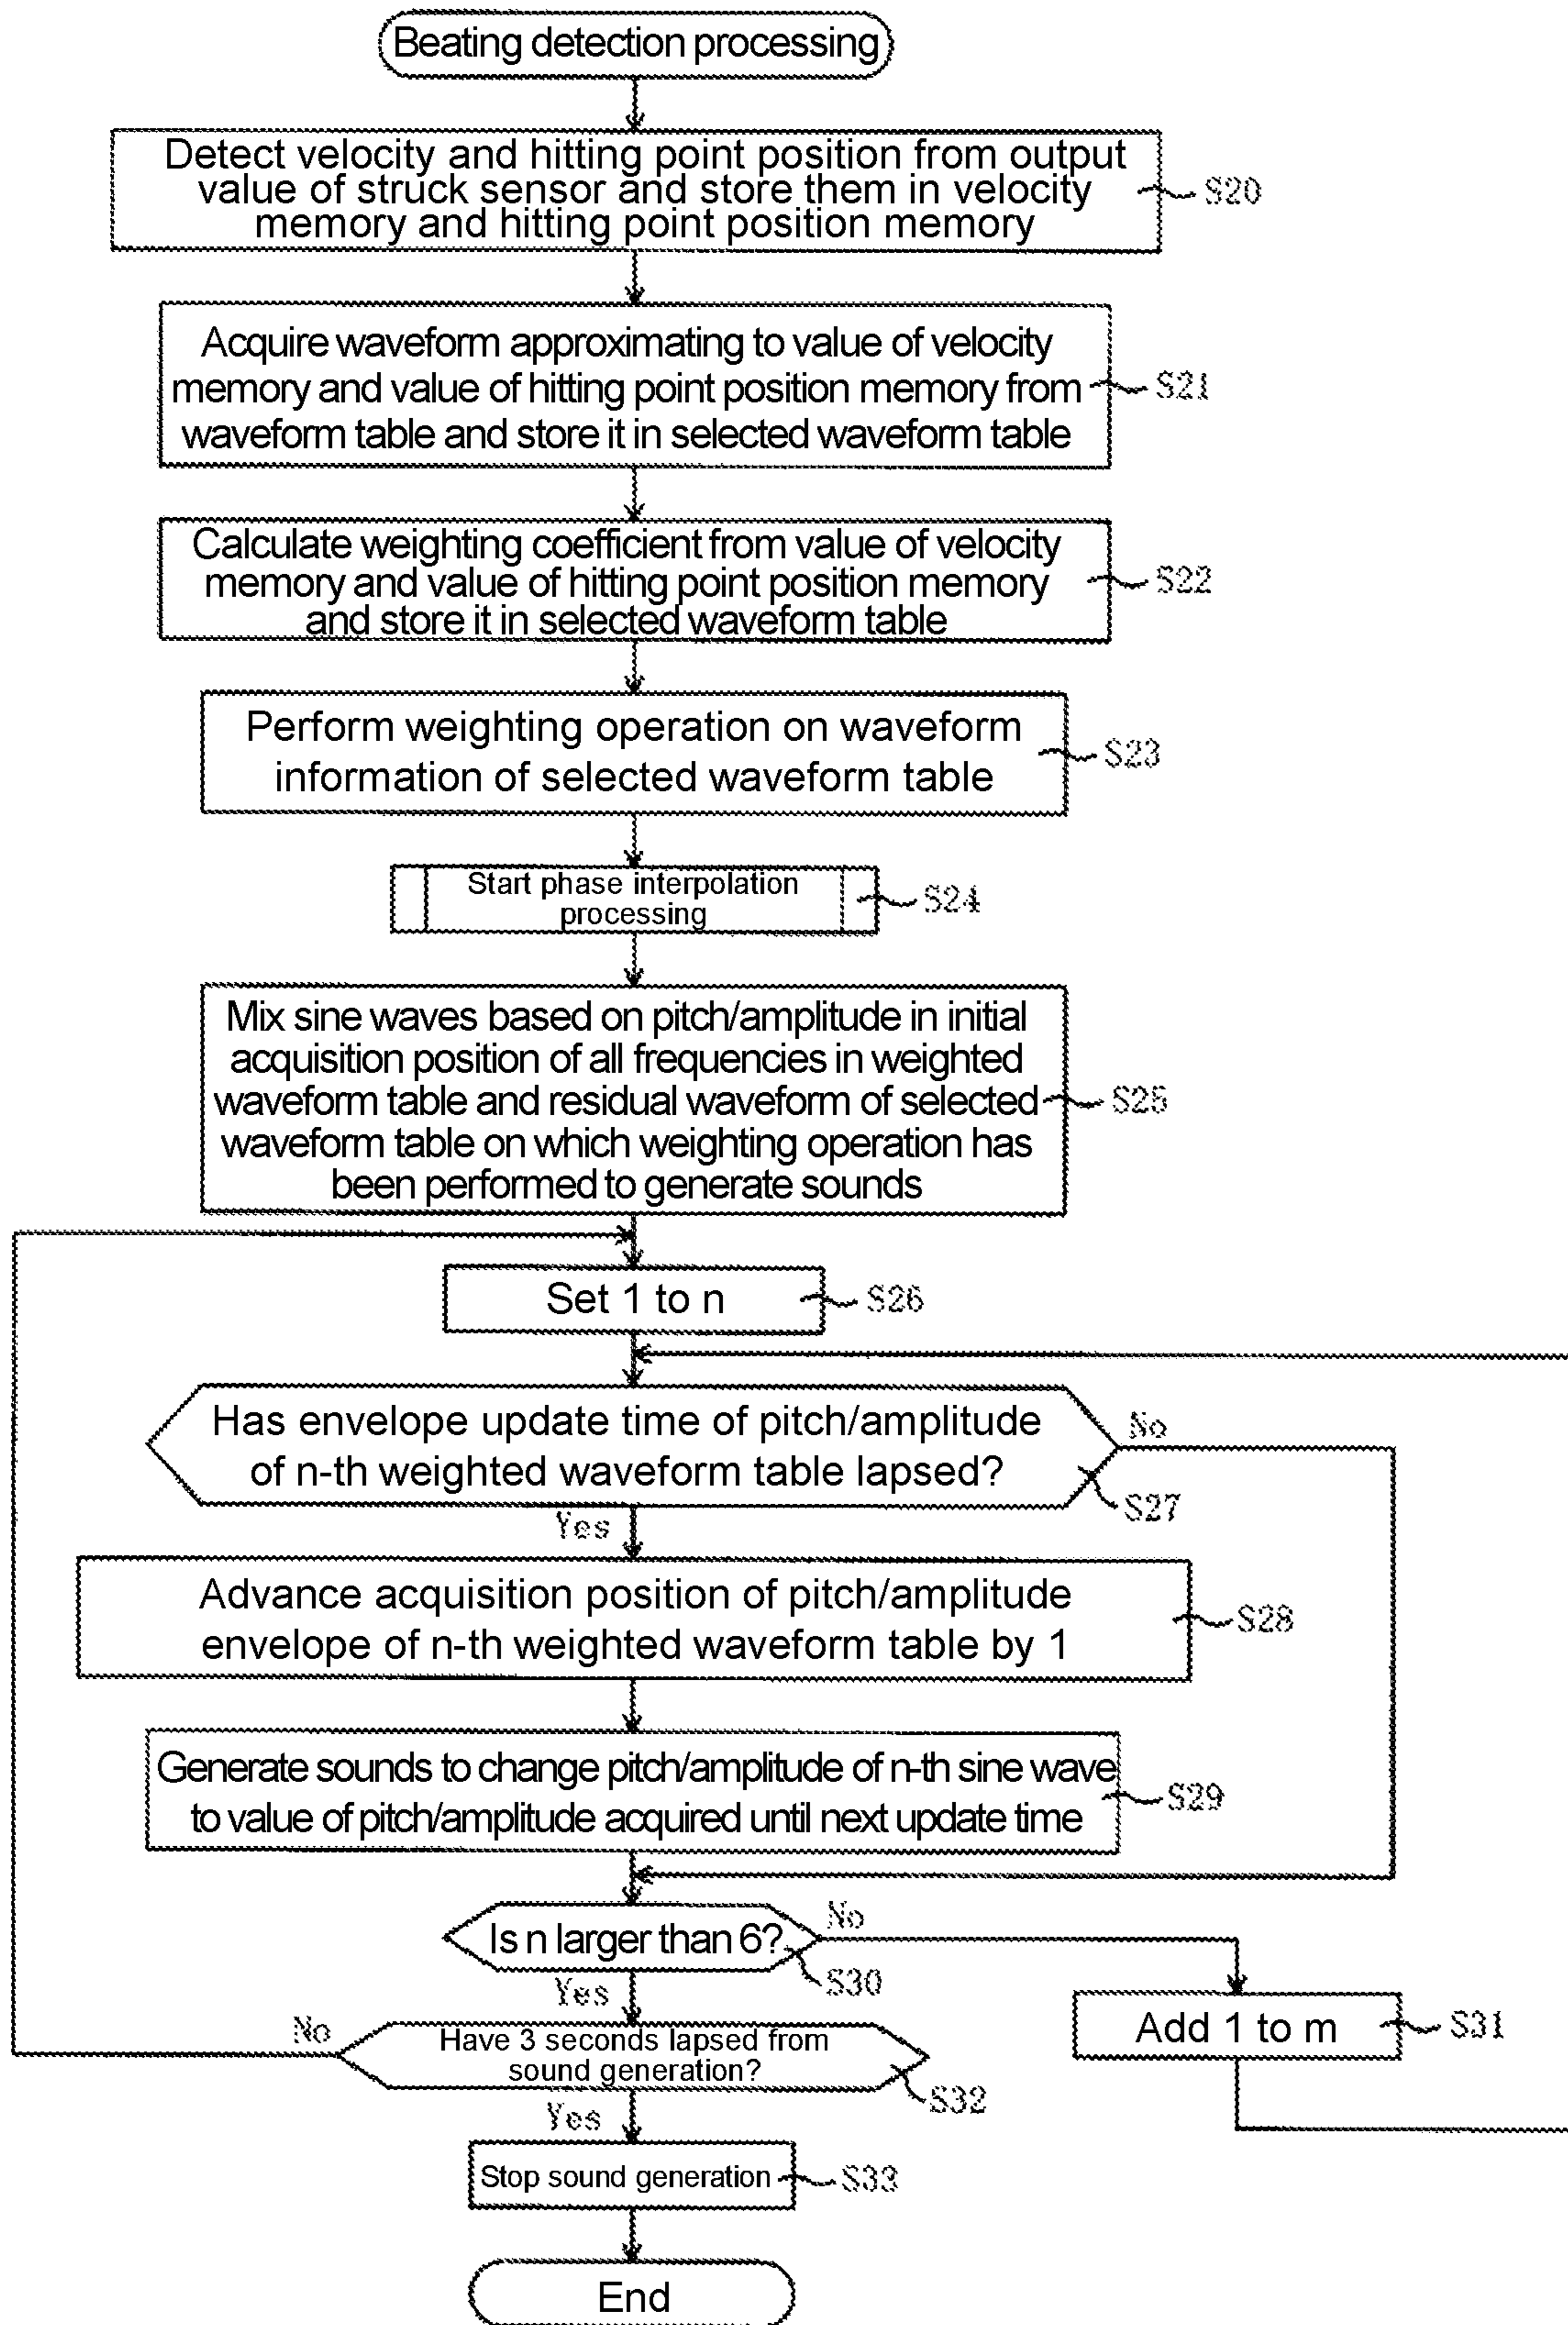 Beating detection processing
Detect velocity and hitting point position from output
value of struck sensor and store them in velocity
memory and hitting point position memory
S20
Acquire waveform approximating to value of velocity
memory and value of hitting point position memory from
waveform table and store it in selected waveform table
S21
Calculate weighting coefficient from value of velocity
memory and value of hitting point position memory
and store it in selected waveform table
S22
Perform weighting operation on waveform
information of selected waveform table
S23
Start phase interpolation
processing
S24
Mix sine waves based on pitch/amplitude in initial
acquisition position of all frequencies in weighted
waveform table and residual waveform of selected
waveform table on which weighting operation has
been performed to generate sounds
S25
Set 1 to n
S26
Has envelope update time of pitch/amplitude
of n-th weighted waveform table lapsed?
No
S27
Yes
Advance acquisition position of pitch/amplitude
envelope of n-th weighted waveform table by 1
S28
Generate sounds to change pitch/amplitude of n-th sine wave
to value of pitch/amplitude acquired until next update time
S29
Is n larger than 6?
No
S30
Yes
Add 1 to m
S31
No
Have 3 seconds lapsed from
sound generation?
S32
Yes
Stop sound generation
S33
End